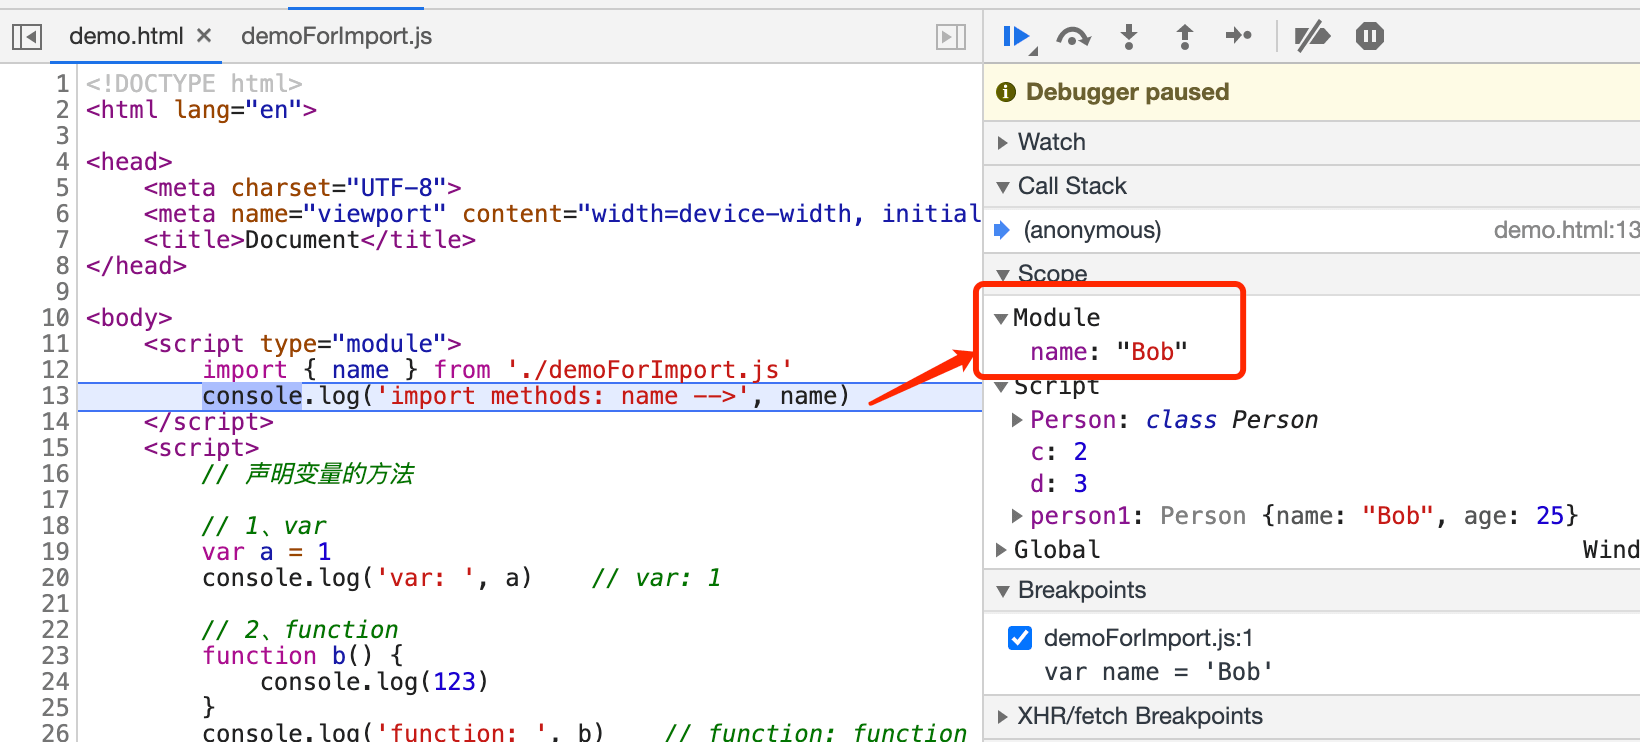 demo.html × demoForImport.js
1 <!DOCTYPE html>
2 <html lang="en">
3
4 <head>
5 <meta charset="UTF-8">
6 <meta name="viewport" content="width=device-width, initial
7 <title>Document</title>
8 </head>
9
10 <body>
11 <script type="module">
12 import { name } from './demoForImport.js'
13 console.log('import methods: name -->', name)
14 </script>
15 <script>
16 // 声明变量的方法
17
18 // 1、var
19 var a = 1
20 console.log('var: ', a) // var: 1
21
22 // 2、function
23 function b() {
24 console.log(123)
25 }
26 console.log('function: ', b) // function: function
Debugger paused
Watch
Call Stack
(anonymous) demo.html:13
Scope
Module
name: "Bob"
Script
Person: class Person
c: 2
d: 3
person1: Person {name: "Bob", age: 25}
Global Wind
Breakpoints
demoForImport.js:1
var name = 'Bob'
XHR/fetch Breakpoints